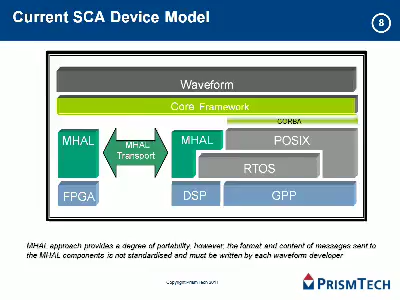 Current SCA Device Model
8
Waveform
Core Framework
CORBA
MHAL
MHAL
Transport
MHAL
POSIX
RTOS
FPGA
DSP
GPP
MHAL approach provides a degree of portability, however, the format and content of messages sent to
the MHAL components is not standardised and must be written by each waveform developer
PRISMTECH